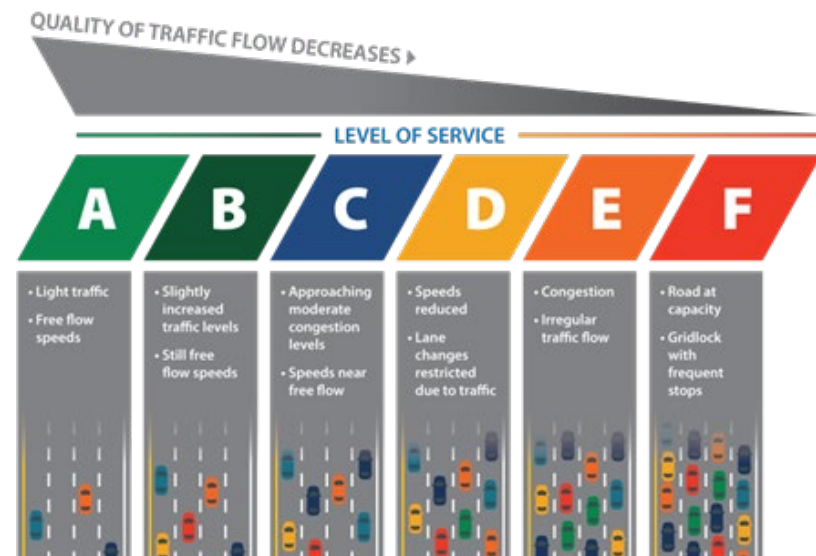 QUALITY OF TRAFFIC FLOW DECREASES
LEVEL OF SERVICE
A
B
C
D
E
F
• Light traffic
• Free flow
speeds
• Slightly
increased
traffic levels
• Still free
flow speeds
• Approaching
moderate
congestion
levels
• Speeds near
free flow
• Speeds
reduced
• Lane
changes
restricted
due to traffic
• Congestion
• Irregular
traffic flow
• Road at
capacity
• Gridlock
with
frequent
stops